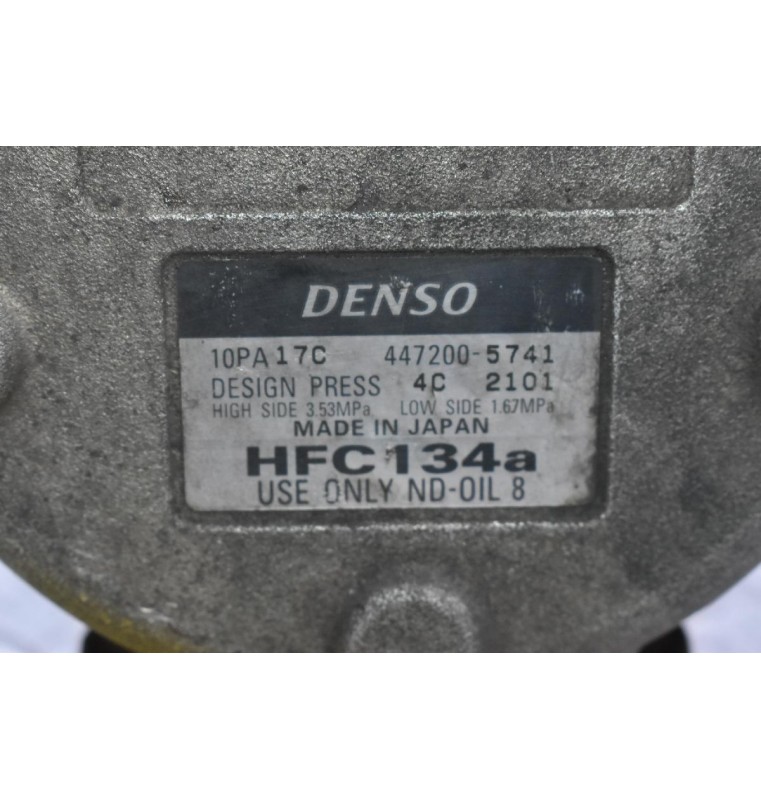 DENSO
10PA17C 447200-5741
DESIGN PRESS 4C 2101
HIGH SIDE 3.53MPa LOW SIDE 1.67MPa
MADE IN JAPAN
HFC134a
USE ONLY ND-OIL 8